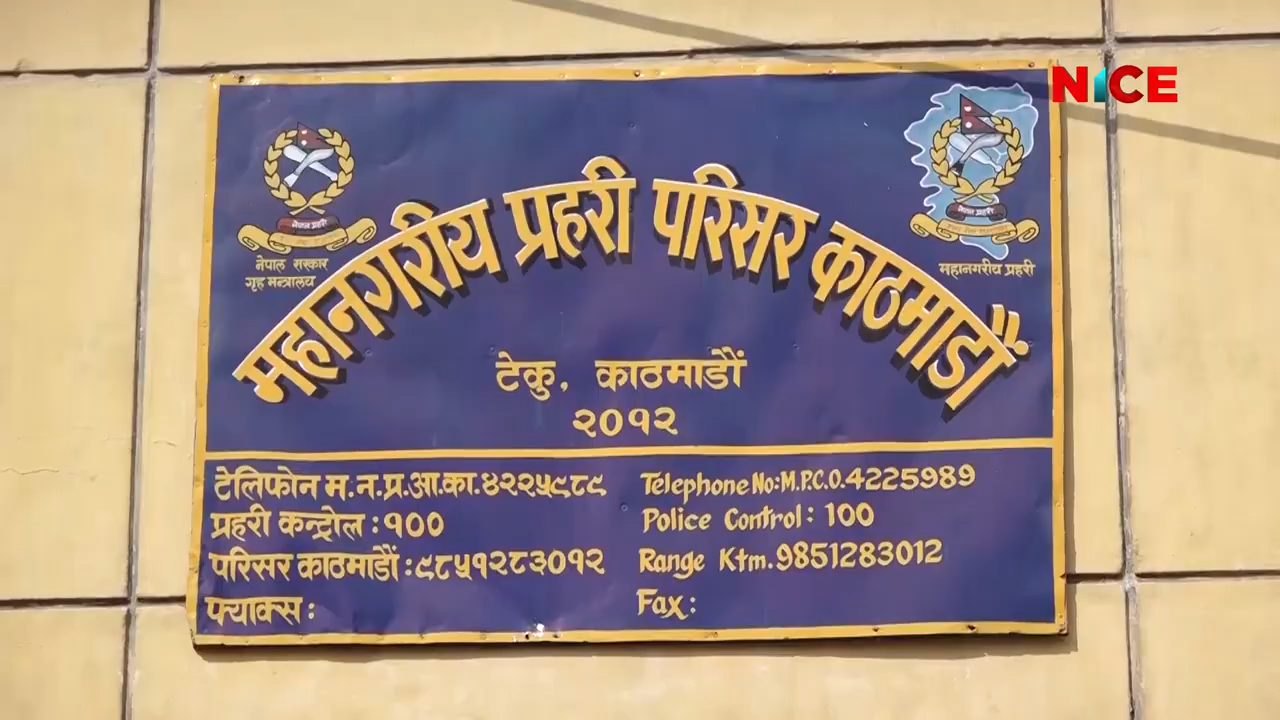 NICE
नेपाल प्रहरी
नेपाल सरकार
गृह मन्त्रालय
महानगरीय प्रहरी
महानगरीय प्रहरी परिसर काठमाडौं
टेकु, काठमाडौं
२०१२
टेलिफोन म.न.प्र.आ.का.४२२५९८९
प्रहरी कन्ट्रोल : १००
परिसर काठमाडौं : ९८५१२८३०१२
फ्याक्स :
Telephone No: M.P.C.O. 4225989
Police Control : 100
Range Ktm. 9851283012
Fax :